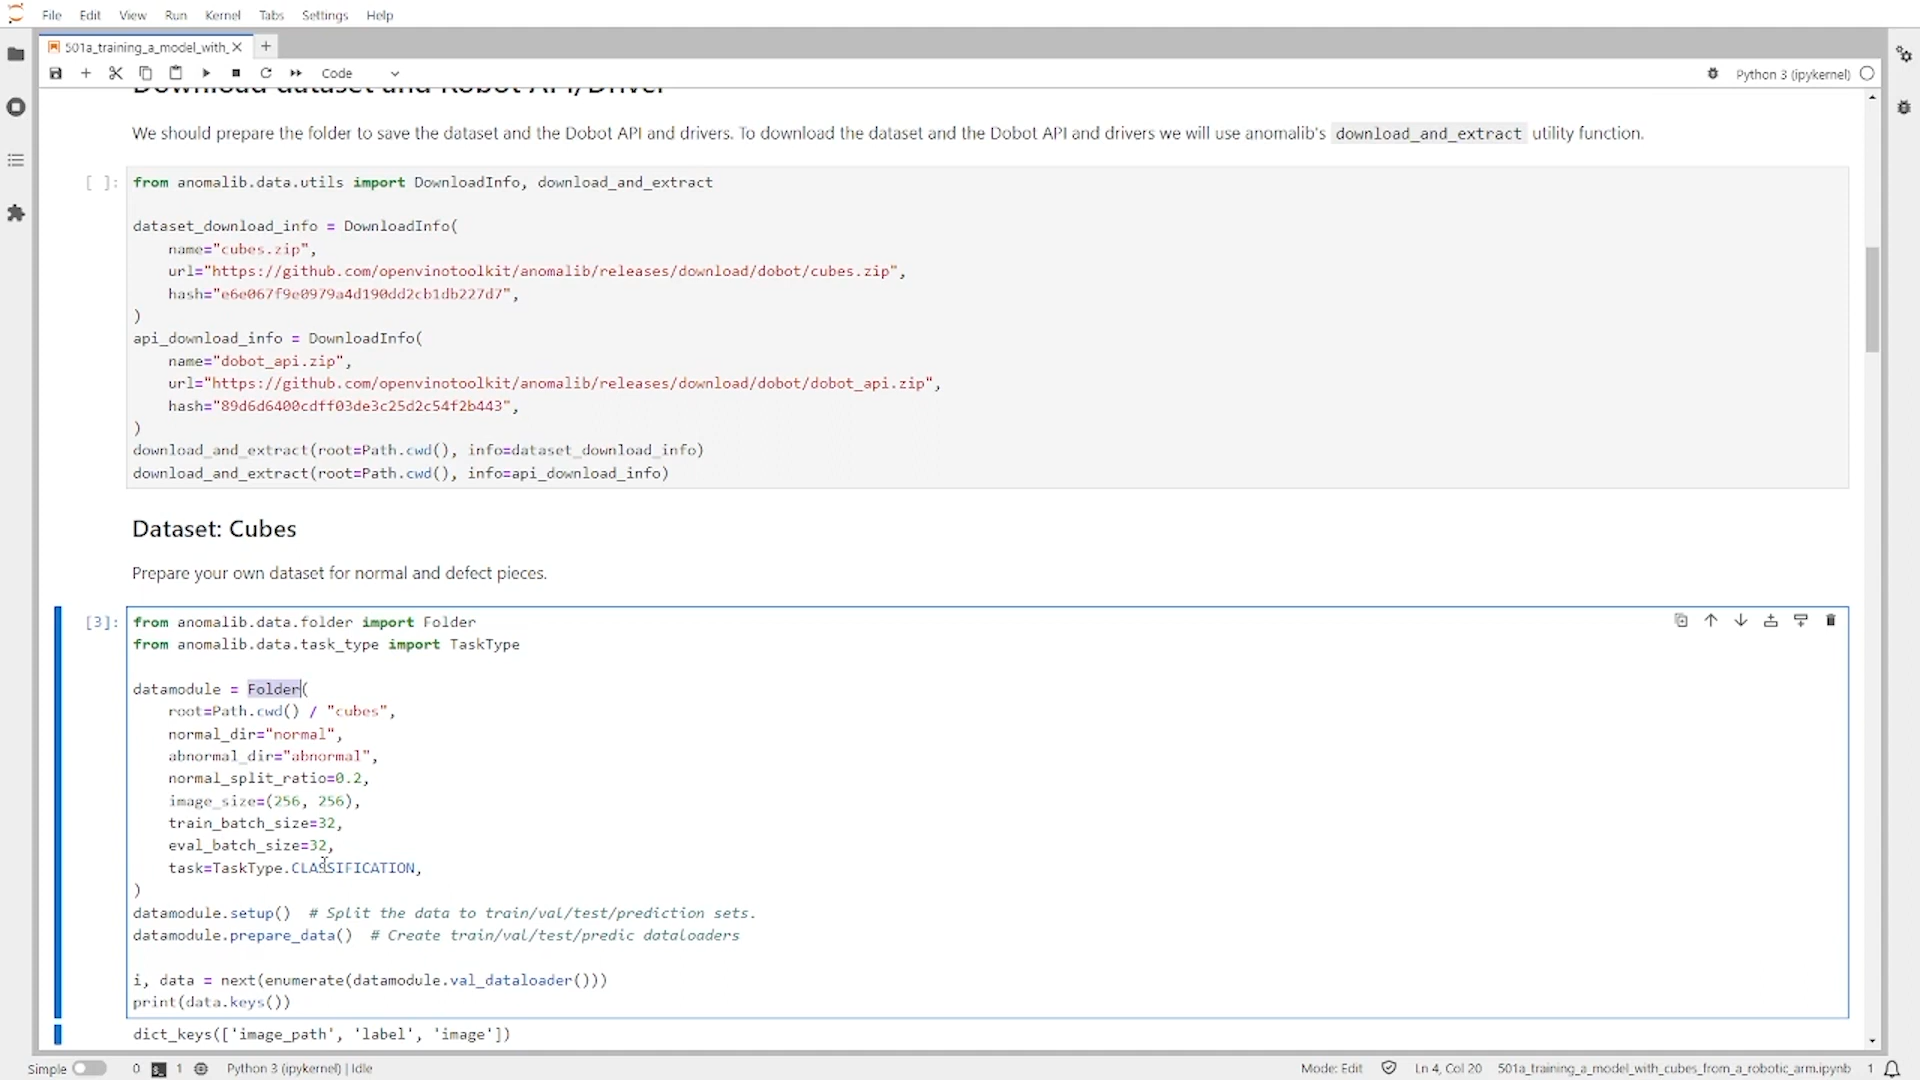 File Edit View Run Kernel Tabs Settings Help
501a_training_a_model_with_
Code
Python 3 (ipykernel)
Download dataset and Robot API/Driver
We should prepare the folder to save the dataset and the Dobot API and drivers. To download the dataset and the Dobot API and drivers we will use anomalib's download_and_extract utility function.
[ ]: from anomalib.data.utils import DownloadInfo, download_and_extract
dataset_download_info = DownloadInfo(
name="cubes.zip",
url="https://github.com/openvinotoolkit/anomalib/releases/download/dobot/cubes.zip",
hash="e6e067f9e0979a4d190dd2cb1db227d7",
)
api_download_info = DownloadInfo(
name="dobot_api.zip",
url="https://github.com/openvinotoolkit/anomalib/releases/download/dobot/dobot_api.zip",
hash="89d6d6400cdff03de3c25d2c54f2b443",
)
download_and_extract(root=Path.cwd(), info=dataset_download_info)
download_and_extract(root=Path.cwd(), info=api_download_info)
Dataset: Cubes
Prepare your own dataset for normal and defect pieces.
[3]: from anomalib.data.folder import Folder
from anomalib.data.task_type import TaskType
datamodule = Folder(
root=Path.cwd() / "cubes",
normal_dir="normal",
abnormal_dir="abnormal",
normal_split_ratio=0.2,
image_size=(256, 256),
train_batch_size=32,
eval_batch_size=32,
task=TaskType.CLASSIFICATION,
)
datamodule.setup()  # Split the data to train/val/test/prediction sets.
datamodule.prepare_data()  # Create train/val/test/predic dataloaders
i, data = next(enumerate(datamodule.val_dataloader()))
print(data.keys())
dict_keys(['image_path', 'label', 'image'])
Simple 0 1 Python 3 (ipykernel) | Idle Mode: Edit Ln 4, Col 20 501a_training_a_model_with_cubes_from_a_robotic_arm.ipynb 1